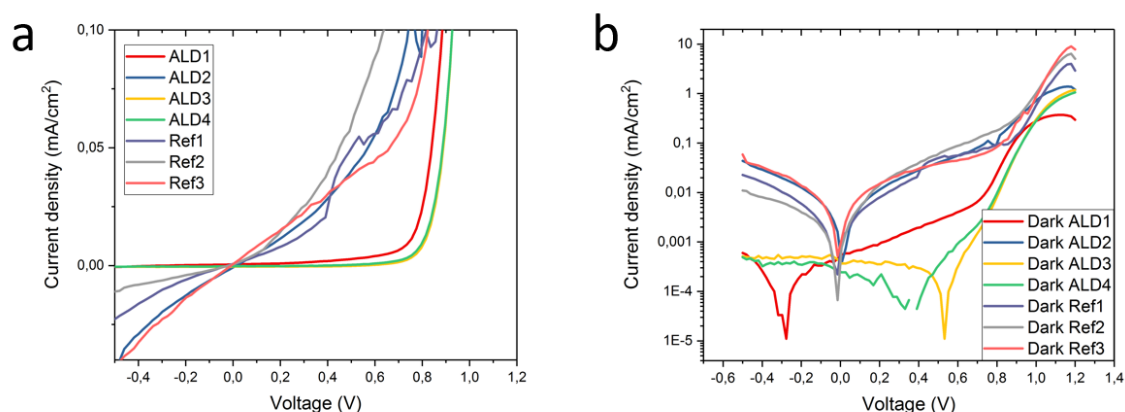 a
0,10
0,05
0,00
Current density (mA/cm²)
ALD1
ALD2
ALD3
ALD4
Ref1
Ref2
Ref3
-0,4 -0,2 0,0 0,2 0,4 0,6 0,8 1,0 1,2
Voltage (V)
b
10
1
0,1
0,01
0,001
1E-4
1E-5
Current density (mA/cm²)
Dark ALD1
Dark ALD2
Dark ALD3
Dark ALD4
Dark Ref1
Dark Ref2
Dark Ref3
-0,6 -0,4 -0,2 0,0 0,2 0,4 0,6 0,8 1,0 1,2 1,4
Voltage (V)